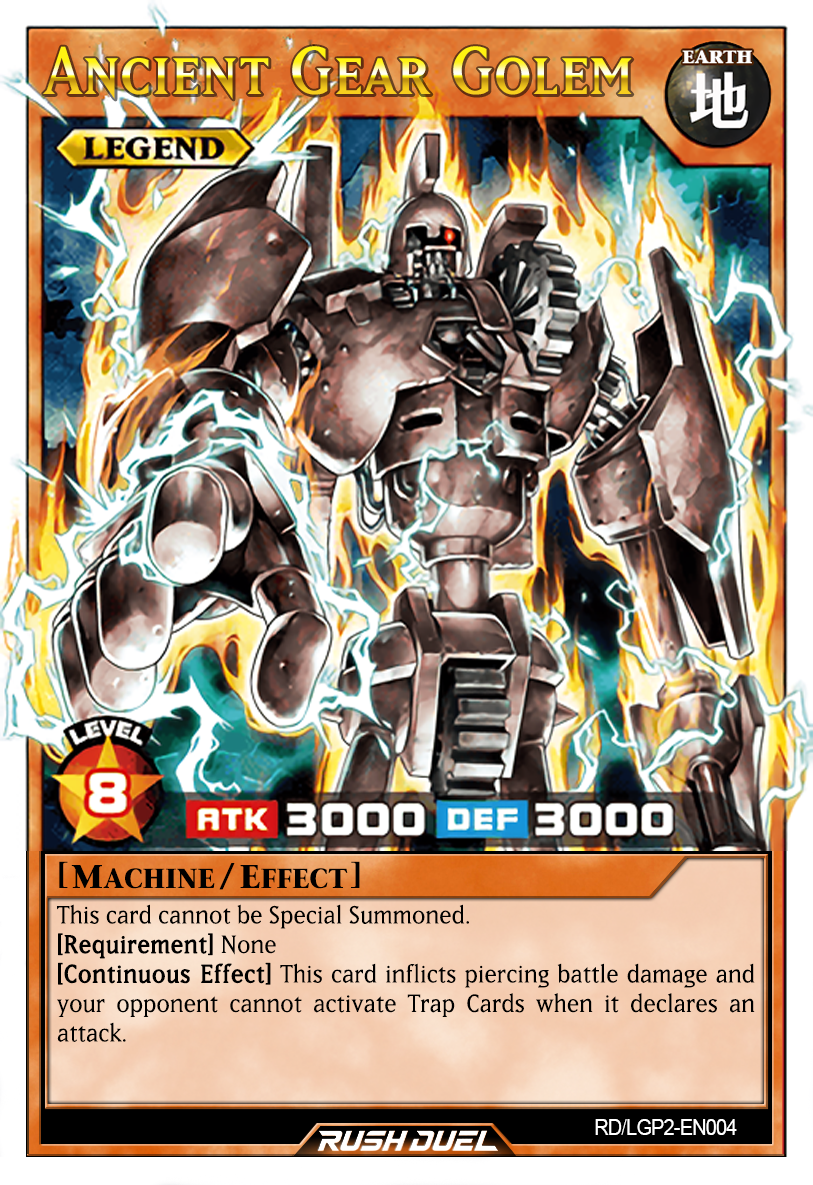 ANCIENT GEAR GOLEM
EARTH
地
LEGEND
LEVEL
8
ATK 3000 DEF 3000
[MACHINE/EFFECT]
This card cannot be Special Summoned.
[Requirement] None
[Continuous Effect] This card inflicts piercing battle damage and
your opponent cannot activate Trap Cards when it declares an
attack.
RD/LGP2-EN004
RUSH DUEL